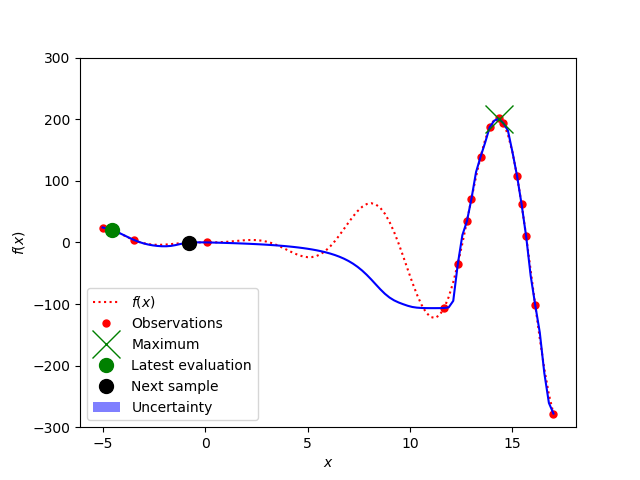 300
200
100
0
−100
−200
−300
f(x)
−5
0
5
10
15
x
f(x)
Observations
Maximum
Latest evaluation
Next sample
Uncertainty